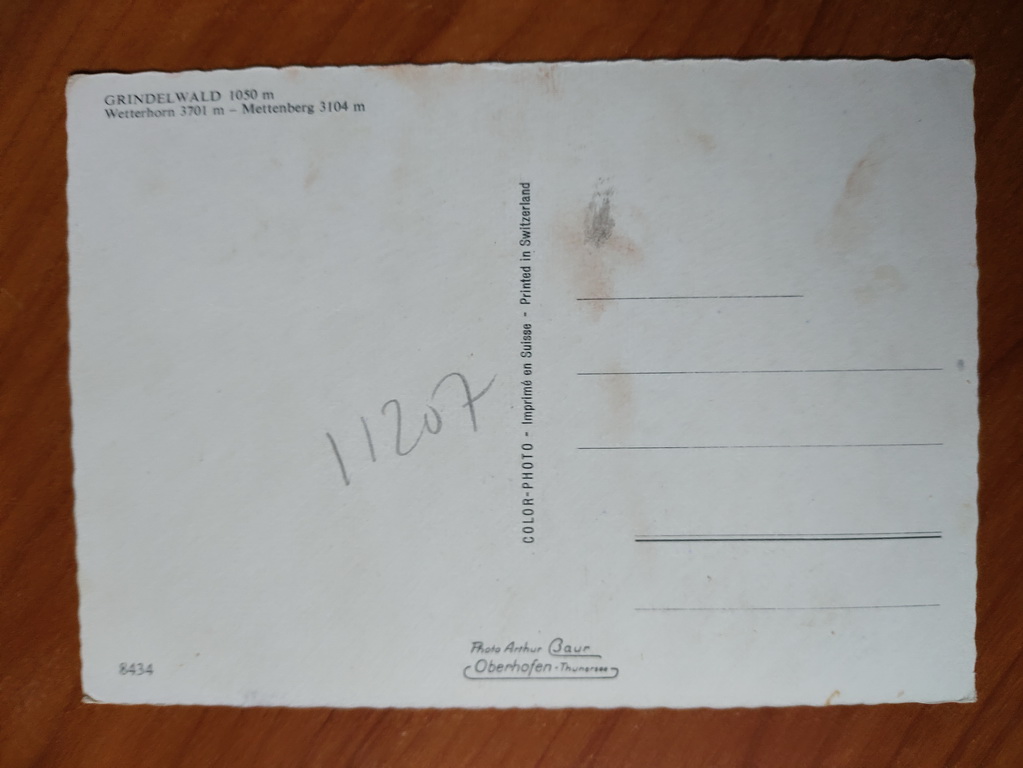 GRINDELWALD 1050 m
Wetterhorn 3701 m – Mettenberg 3104 m
COLOR-PHOTO - Imprimé en Suisse - Printed in Switzerland
11207
8434
Photo Arthur Baur
Oberhofen - Thunersee